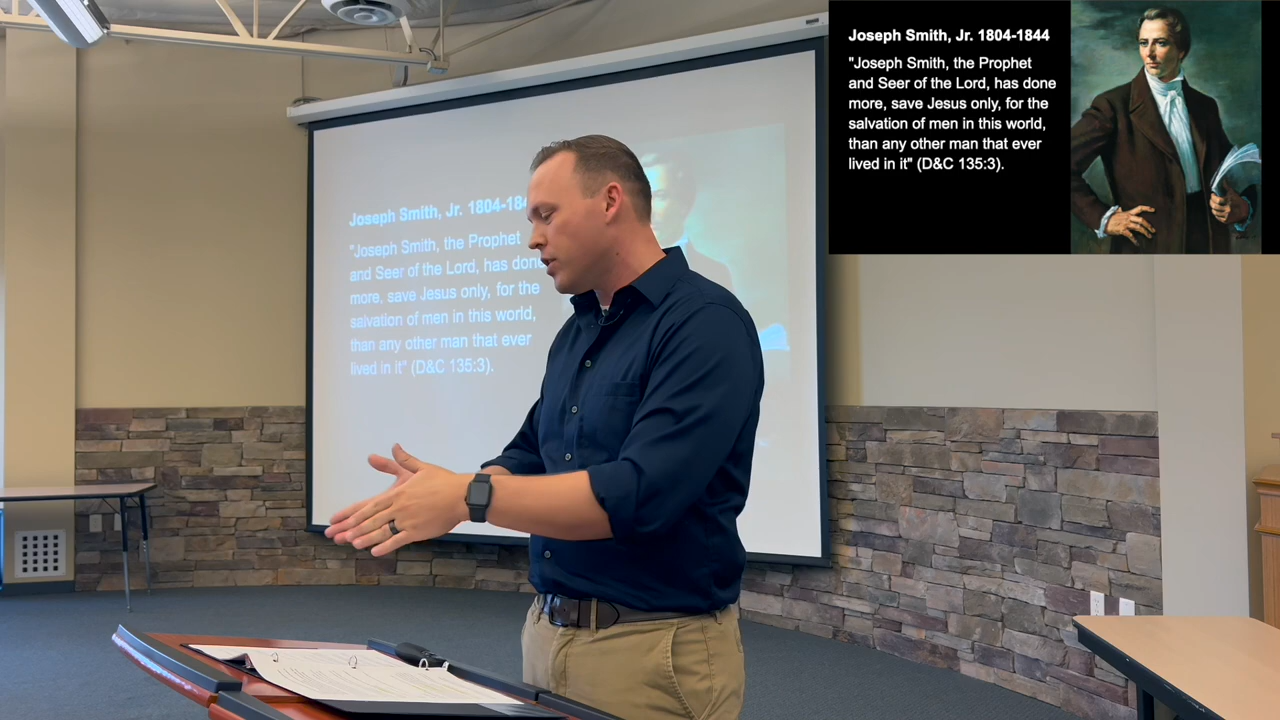 Joseph Smith, Jr. 1804-1844
"Joseph Smith, the Prophet
and Seer of the Lord, has done
more, save Jesus only, for the
salvation of men in this world,
than any other man that ever
lived in it" (D&C 135:3).
Joseph Smith, Jr. 1804-184
"Joseph Smith, the Prophet
and Seer of the Lord, has done
more, save Jesus only, for the
salvation of men in this world,
than any other man that ever
lived in it" (D&C 135:3).